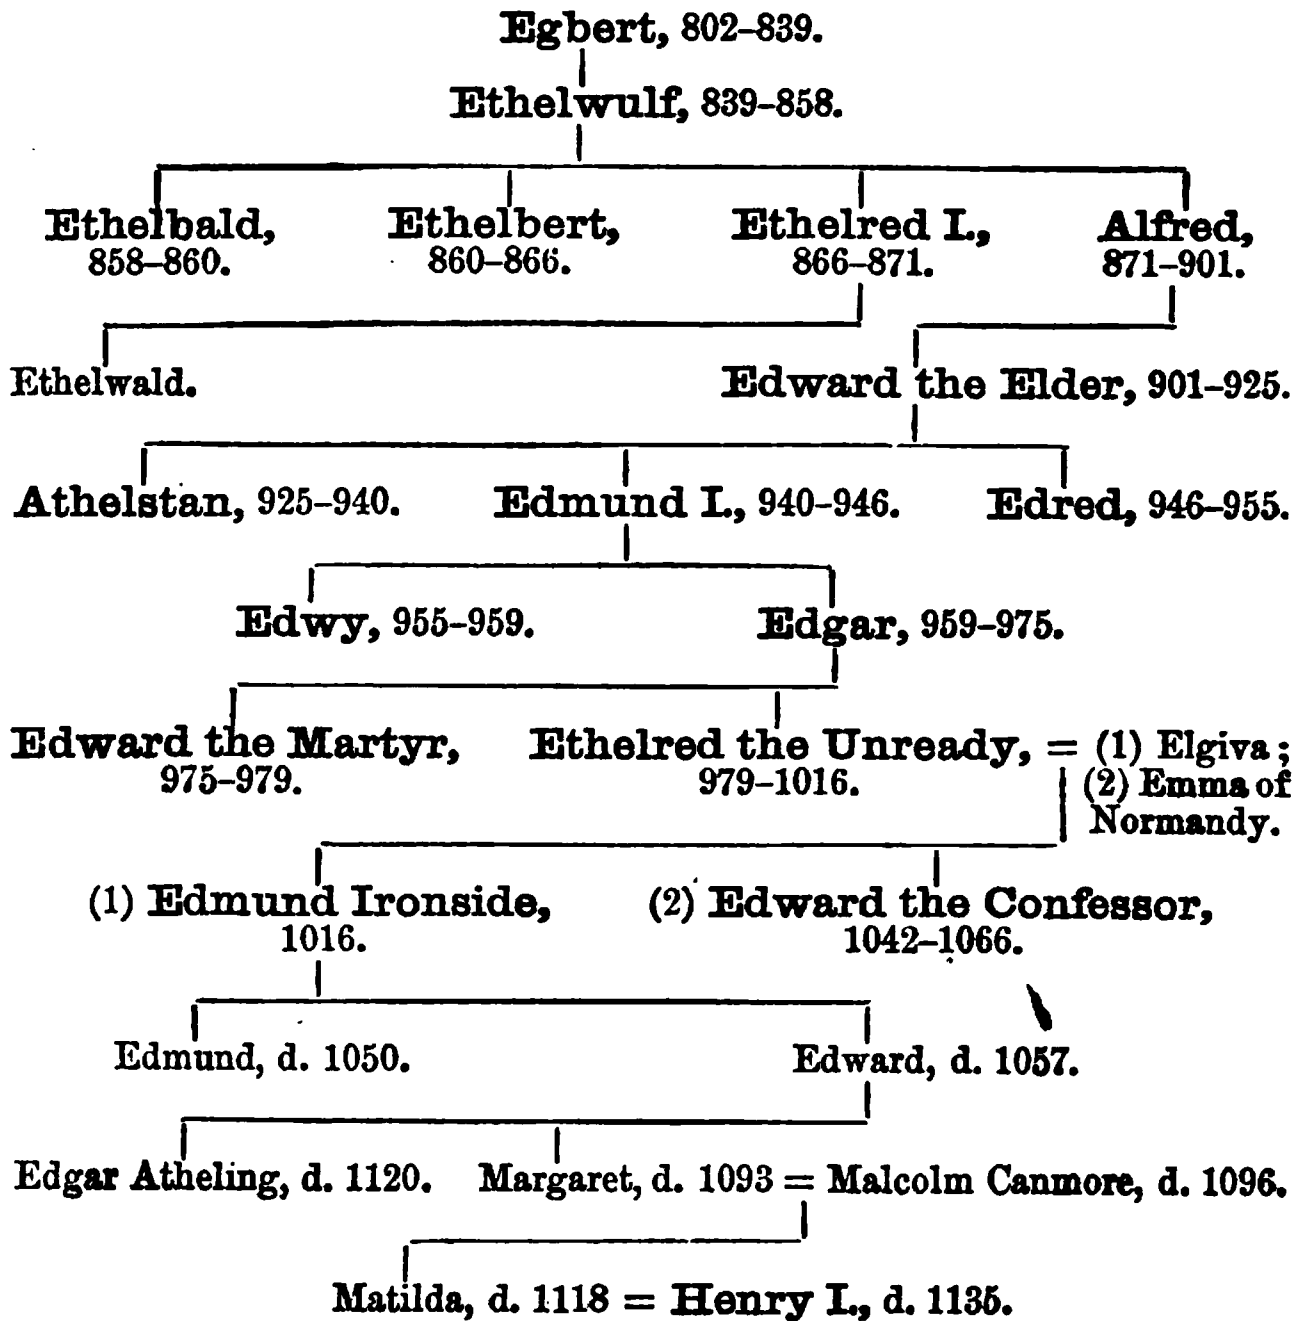 Egbert, 802–839.
Ethelwulf, 839–858.
Ethelbald, Ethelbert, Ethelred I., Alfred,
858–860. 860–866. 866–871. 871–901.
Ethelwald. Edward the Elder, 901–925.
Athelstan, 925–940. Edmund I., 940–946. Edred, 946–955.
Edwy, 955–959. Edgar, 959–975.
Edward the Martyr, Ethelred the Unready, = (1) Elgiva;
975–979. 979–1016. (2) Emma of
Normandy.
(1) Edmund Ironside, (2) Edward the Confessor,
1016. 1042–1066.
Edmund, d. 1050. Edward, d. 1057.
Edgar Atheling, d. 1120. Margaret, d. 1093 = Malcolm Canmore, d. 1096.
Matilda, d. 1118 = Henry I., d. 1135.